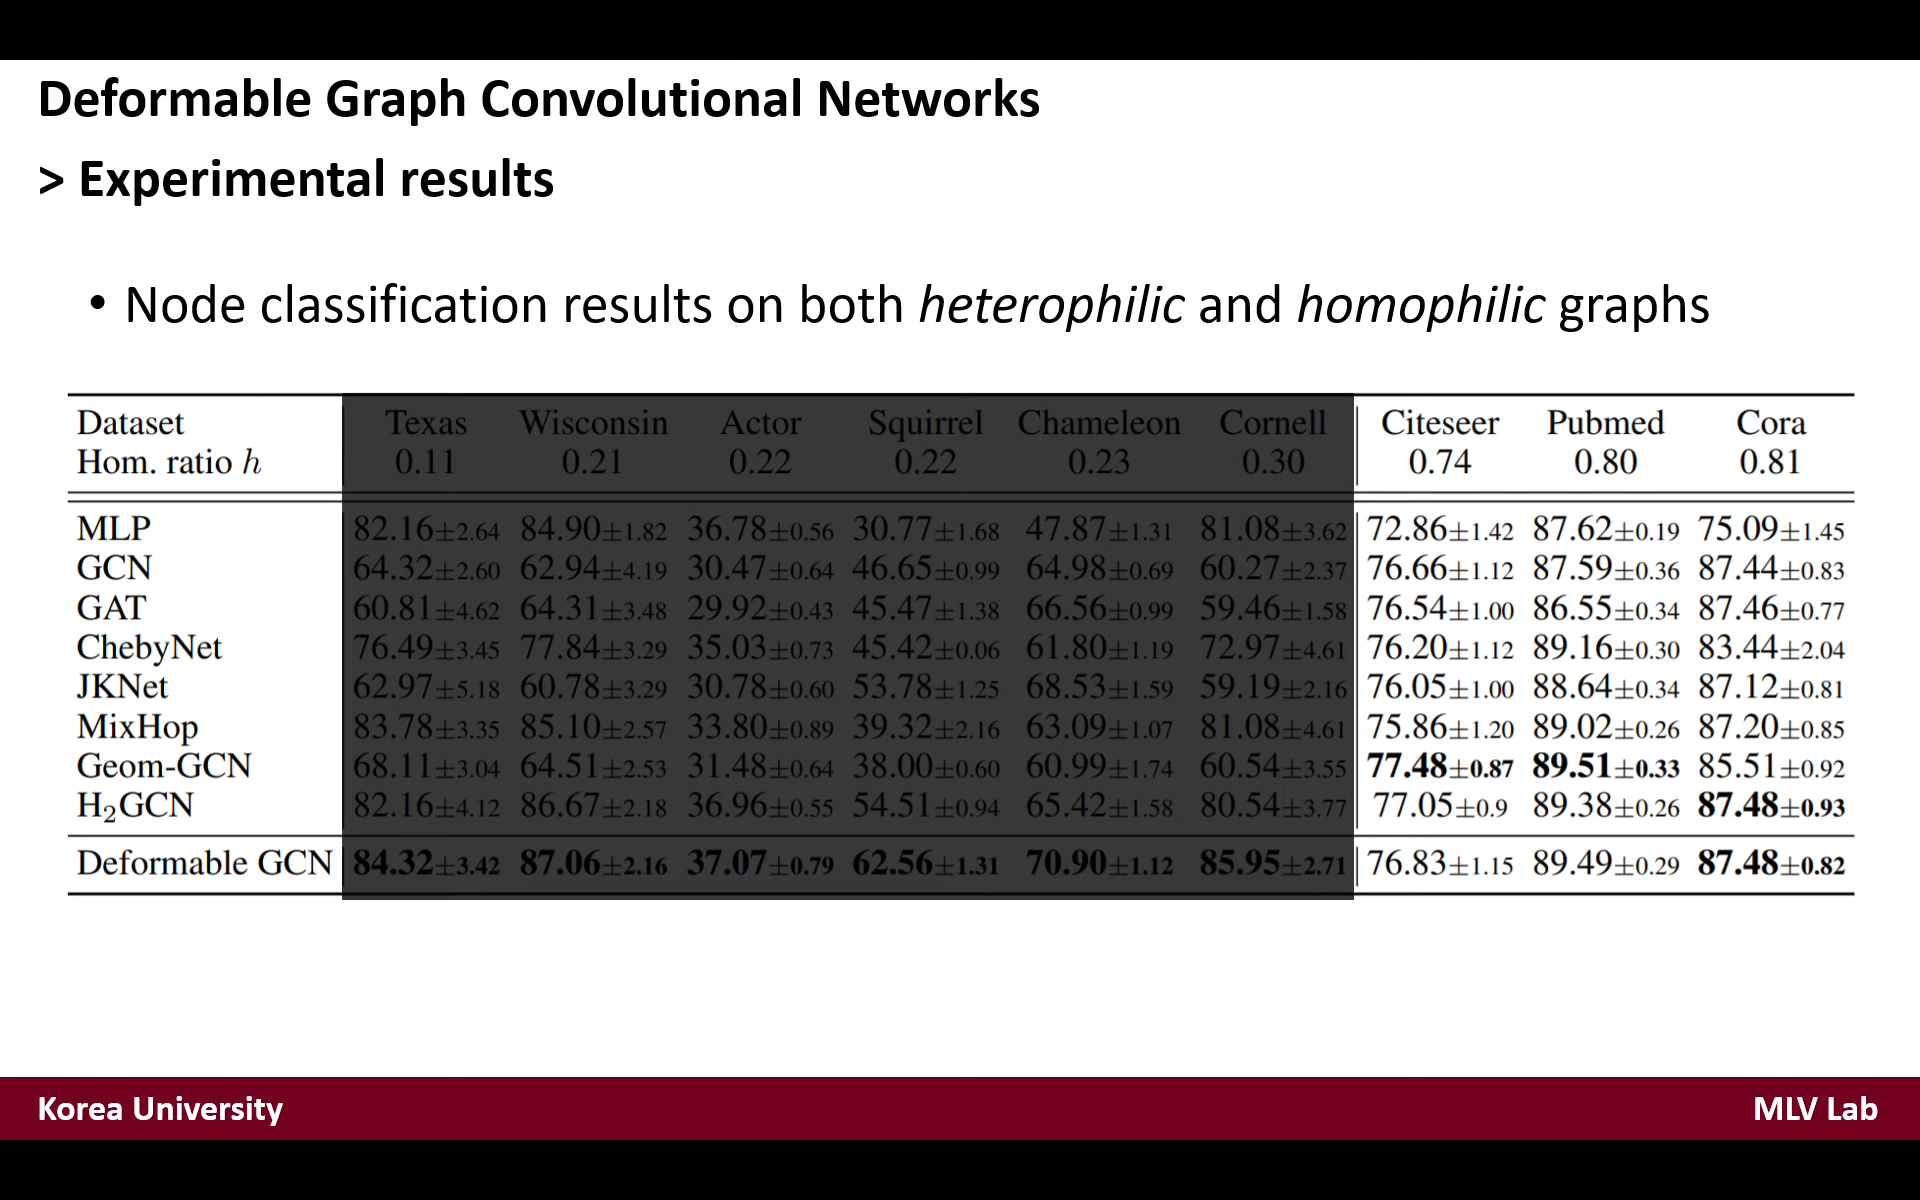 Deformable Graph Convolutional Networks
> Experimental results
• Node classification results on both heterophilic and homophilic graphs
Dataset Texas Wisconsin Actor Squirrel Chameleon Cornell Citeseer Pubmed Cora
Hom. ratio h 0.11 0.21 0.22 0.22 0.23 0.30 0.74 0.80 0.81
MLP 82.16±2.64 84.90±1.82 36.78±0.56 30.77±1.68 47.87±1.31 81.08±3.62 72.86±1.42 87.62±0.19 75.09±1.45
GCN 64.32±2.60 62.94±4.19 30.47±0.64 46.65±0.99 64.98±0.69 60.27±2.37 76.66±1.12 87.59±0.36 87.44±0.83
GAT 60.81±4.62 64.31±3.48 29.92±0.43 45.47±1.38 66.56±0.99 59.46±1.58 76.54±1.00 86.55±0.34 87.46±0.77
ChebyNet 76.49±3.45 77.84±3.29 35.03±0.73 45.42±0.06 61.80±1.19 72.97±4.61 76.20±1.12 89.16±0.30 83.44±2.04
JKNet 62.97±5.18 60.78±3.29 30.78±0.60 53.78±1.25 68.53±1.59 59.19±2.16 76.05±1.00 88.64±0.34 87.12±0.81
MixHop 83.78±3.35 85.10±2.57 33.80±0.89 39.32±2.16 63.09±1.07 81.08±4.61 75.86±1.20 89.02±0.26 87.20±0.85
Geom-GCN 68.11±3.04 64.51±2.53 31.48±0.64 38.00±0.60 60.99±1.74 60.54±3.55 77.48±0.87 89.51±0.33 85.51±0.92
H₂GCN 82.16±4.12 86.67±2.18 36.96±0.55 54.51±0.94 65.42±1.58 80.54±3.77 77.05±0.9 89.38±0.26 87.48±0.93
Deformable GCN 84.32±3.42 87.06±2.16 37.07±0.79 62.56±1.31 70.90±1.12 85.95±2.71 76.83±1.15 89.49±0.29 87.48±0.82
Korea University
MLV Lab